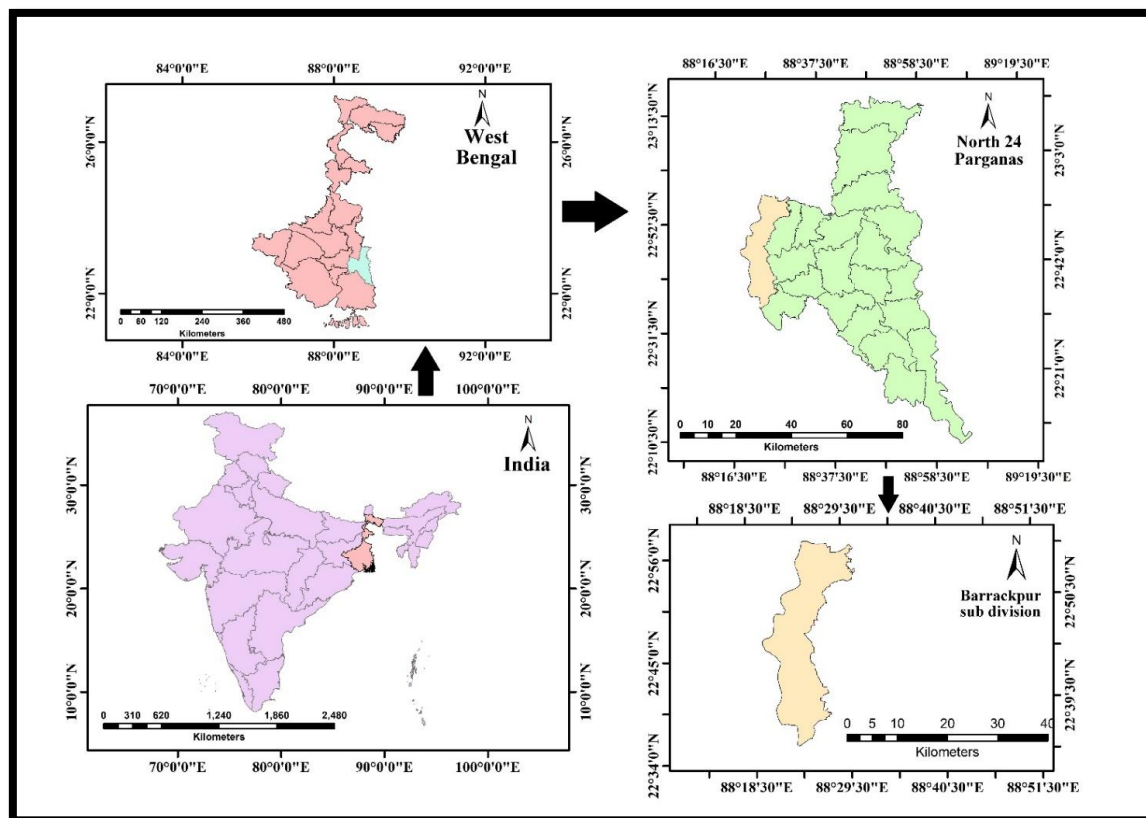 84°0'0"E 88°0'0"E 92°0'0"E
N
West
Bengal
26°0'0"N
22°0'0"N
26°0'0"N
22°0'0"N
0 60 120 240 360 480
Kilometers
84°0'0"E 88°0'0"E 92°0'0"E
88°16'30"E 88°37'30"E 88°58'30"E 89°19'30"E
N
North 24
Parganas
23°13'30"N
22°52'30"N
22°31'30"N
22°10'30"N
23°3'0"N
22°42'0"N
22°21'0"N
0 10 20 40 60 80
Kilometers
88°16'30"E 88°37'30"E 88°58'30"E 89°19'30"E
70°0'0"E 80°0'0"E 90°0'0"E 100°0'0"E
N
India
30°0'0"N
20°0'0"N
10°0'0"N
30°0'0"N
20°0'0"N
10°0'0"N
0 310 620 1,240 1,860 2,480
Kilometers
70°0'0"E 80°0'0"E 90°0'0"E 100°0'0"E
88°18'30"E 88°29'30"E 88°40'30"E 88°51'30"E
N
Barrackpur
sub division
22°56'0"N
22°45'0"N
22°34'0"N
22°50'30"N
22°39'30"N
0 5 10 20 30 40
Kilometers
88°18'30"E 88°29'30"E 88°40'30"E 88°51'30"E